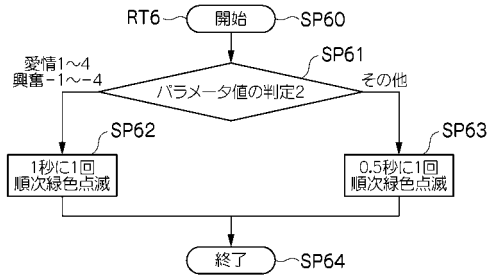 RT6
開始
SP60
愛情1～4
興奮-1～-4
SP61
パラメータ値の判定2
その他
SP62
1秒に1回
順次緑色点滅
SP63
0.5秒に1回
順次緑色点滅
終了
SP64